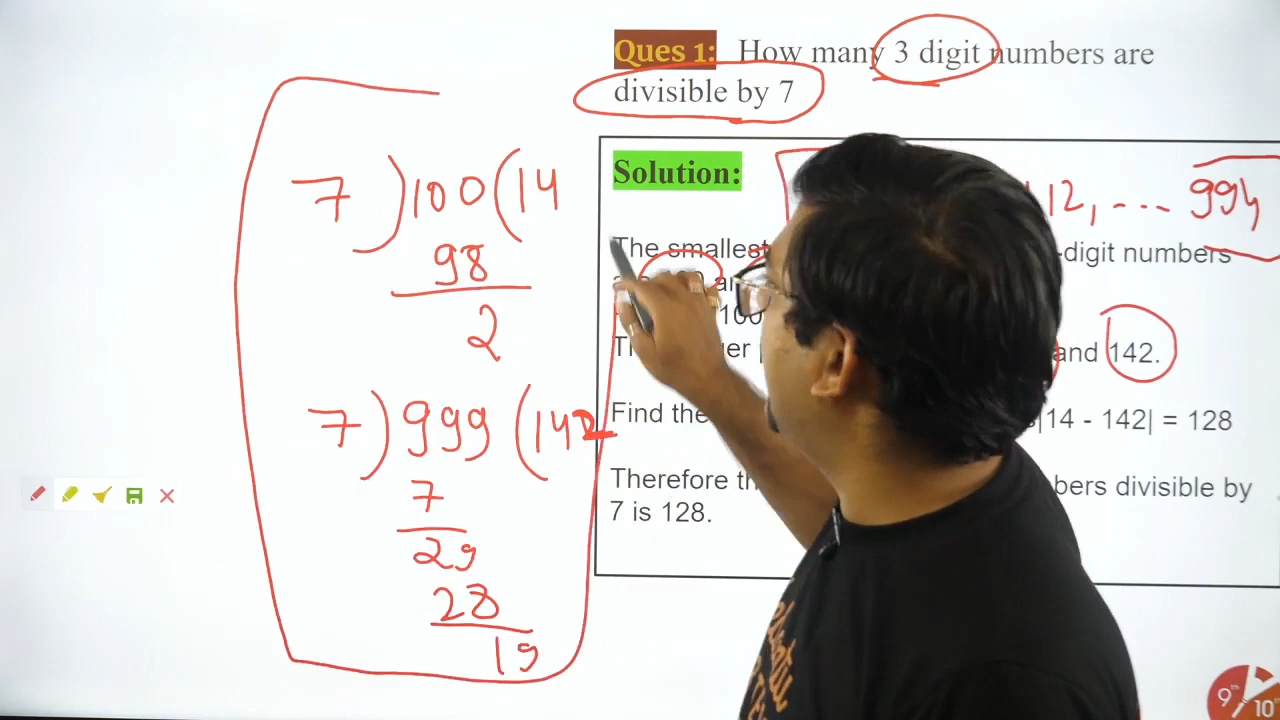 Ques 1: How many 3 digit numbers are
divisible by 7
Solution:
12, ... 994
The smallest
-digit numbers
100
and 142.
Find the
|14 - 142| = 128
Therefore
bers divisible by
7 is 128.
7)100(14
98
2
7)999(142
7
29
28
19
9th
10th